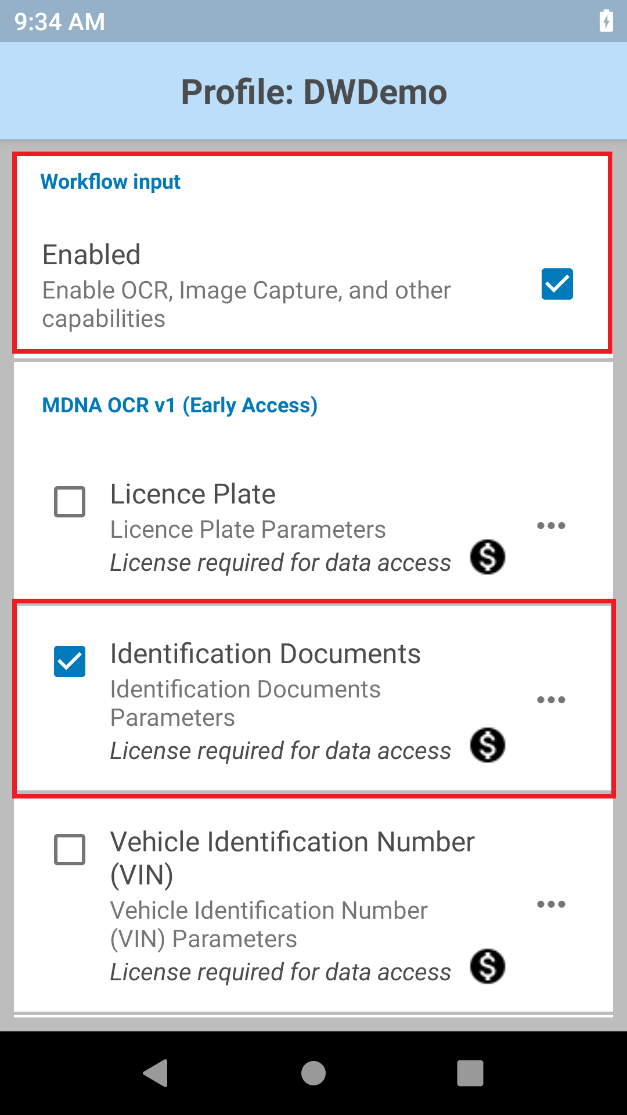 9:34 AM
Profile: DWDemo
Workflow input
Enabled
Enable OCR, Image Capture, and other
capabilities
MDNA OCR v1 (Early Access)
Licence Plate
Licence Plate Parameters
License required for data access
Identification Documents
Identification Documents
Parameters
License required for data access
Vehicle Identification Number
(VIN)
Vehicle Identification Number
(VIN) Parameters
License required for data access